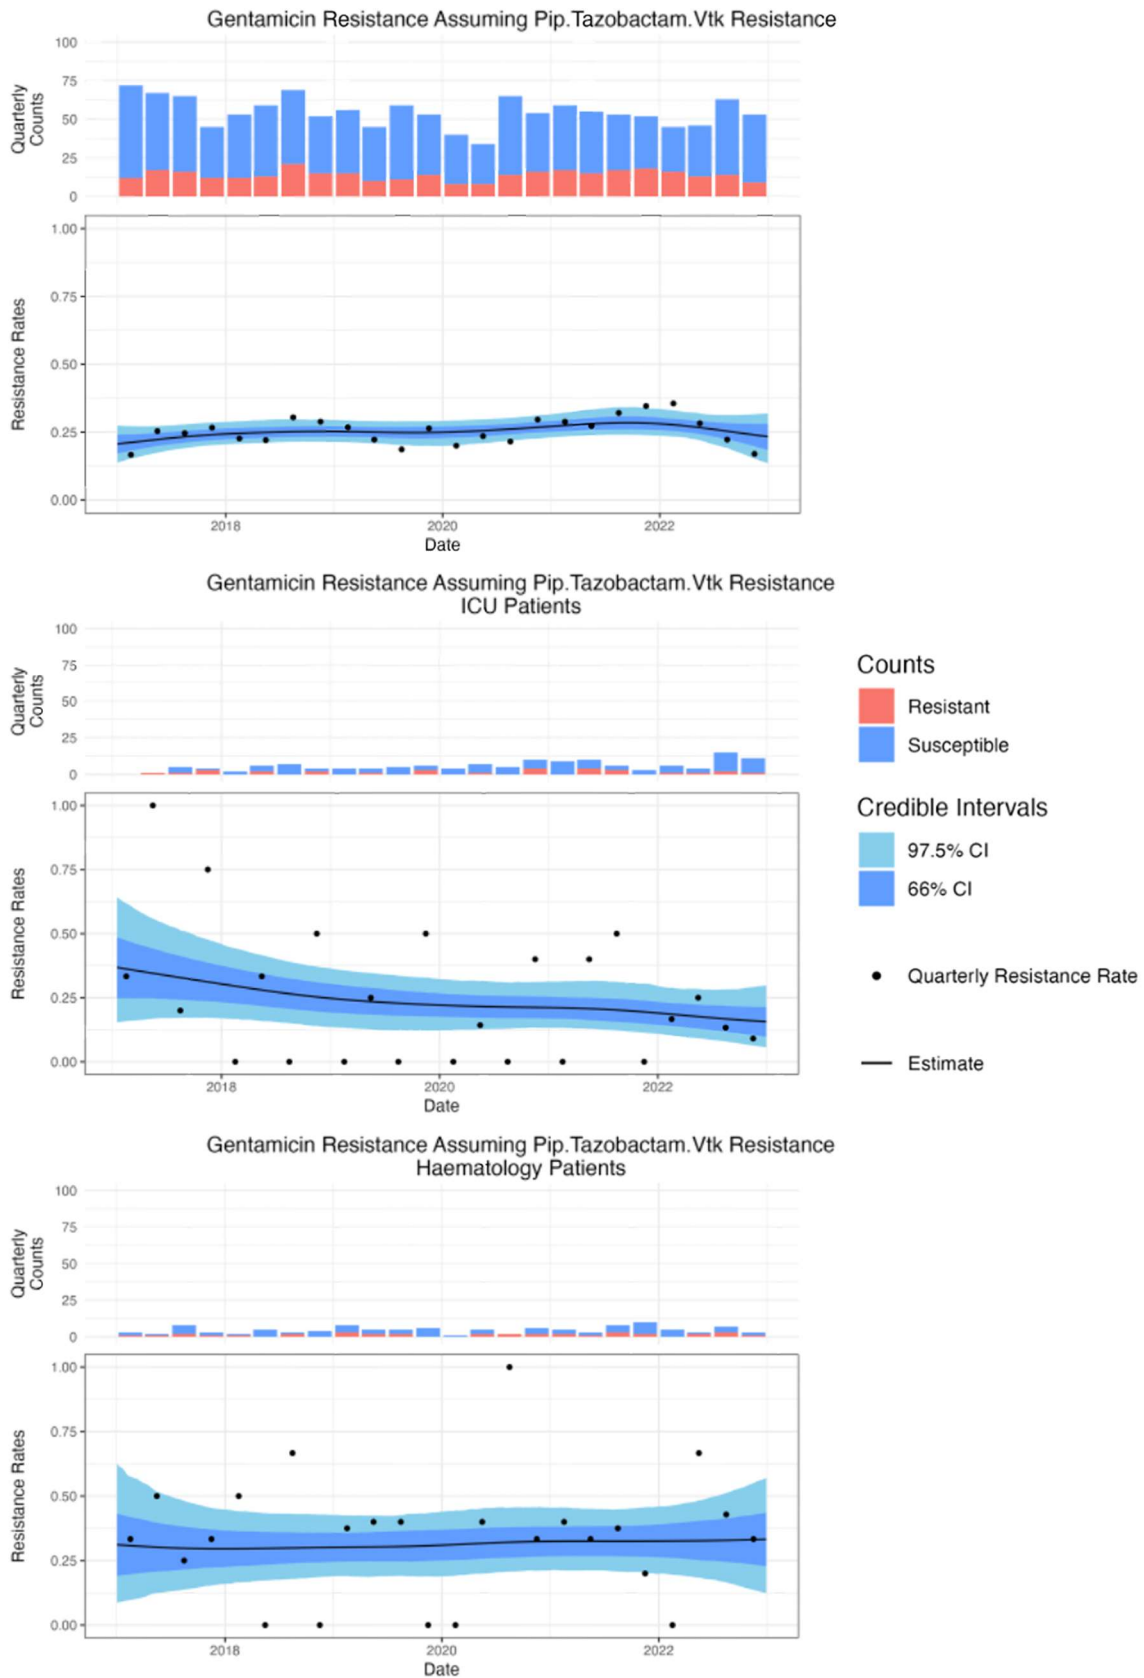 Gentamicin Resistance Assuming Pip.Tazobactam.Vtk Resistance
Quarterly
Counts
100
75
50
25
0
Resistance Rates
1.00
0.75
0.50
0.25
0.00
2018 2020 2022
Date
Gentamicin Resistance Assuming Pip.Tazobactam.Vtk Resistance
ICU Patients
Quarterly
Counts
100
75
50
25
0
Resistance Rates
1.00
0.75
0.50
0.25
0.00
2018 2020 2022
Date
Gentamicin Resistance Assuming Pip.Tazobactam.Vtk Resistance
Haematology Patients
Quarterly
Counts
100
75
50
25
0
Resistance Rates
1.00
0.75
0.50
0.25
0.00
2018 2020 2022
Date
Counts
Resistant
Susceptible
Credible Intervals
97.5% CI
66% CI
Quarterly Resistance Rate
Estimate